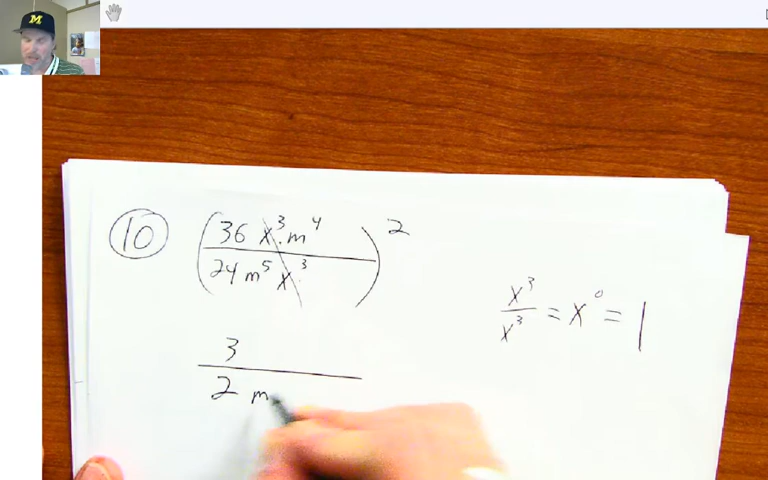 M
10 (36 x³·m⁴ / 24 m⁵ x³)²
x³ / x³ = x⁰ = 1
3 / 2 m